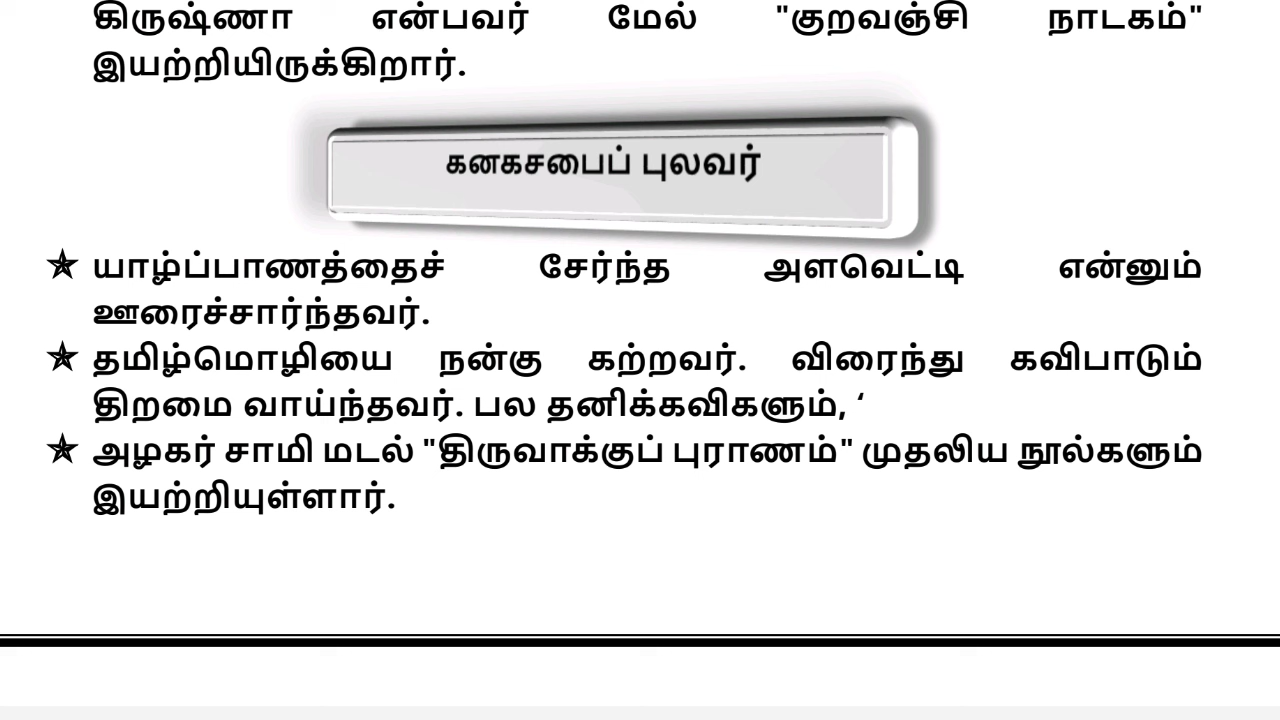 கிருஷ்ணா என்பவர் மேல் "குறவஞ்சி நாடகம்"
இயற்றியிருக்கிறார்.
கனகசபைப் புலவர்
✯ யாழ்ப்பாணத்தைச் சேர்ந்த அளவெட்டி என்னும்
ஊரைச்சார்ந்தவர்.
✯ தமிழ்மொழியை நன்கு கற்றவர். விரைந்து கவிபாடும்
திறமை வாய்ந்தவர். பல தனிக்கவிகளும், ‘
✯ அழகர் சாமி மடல் "திருவாக்குப் புராணம்" முதலிய நூல்களும்
இயற்றியுள்ளார்.